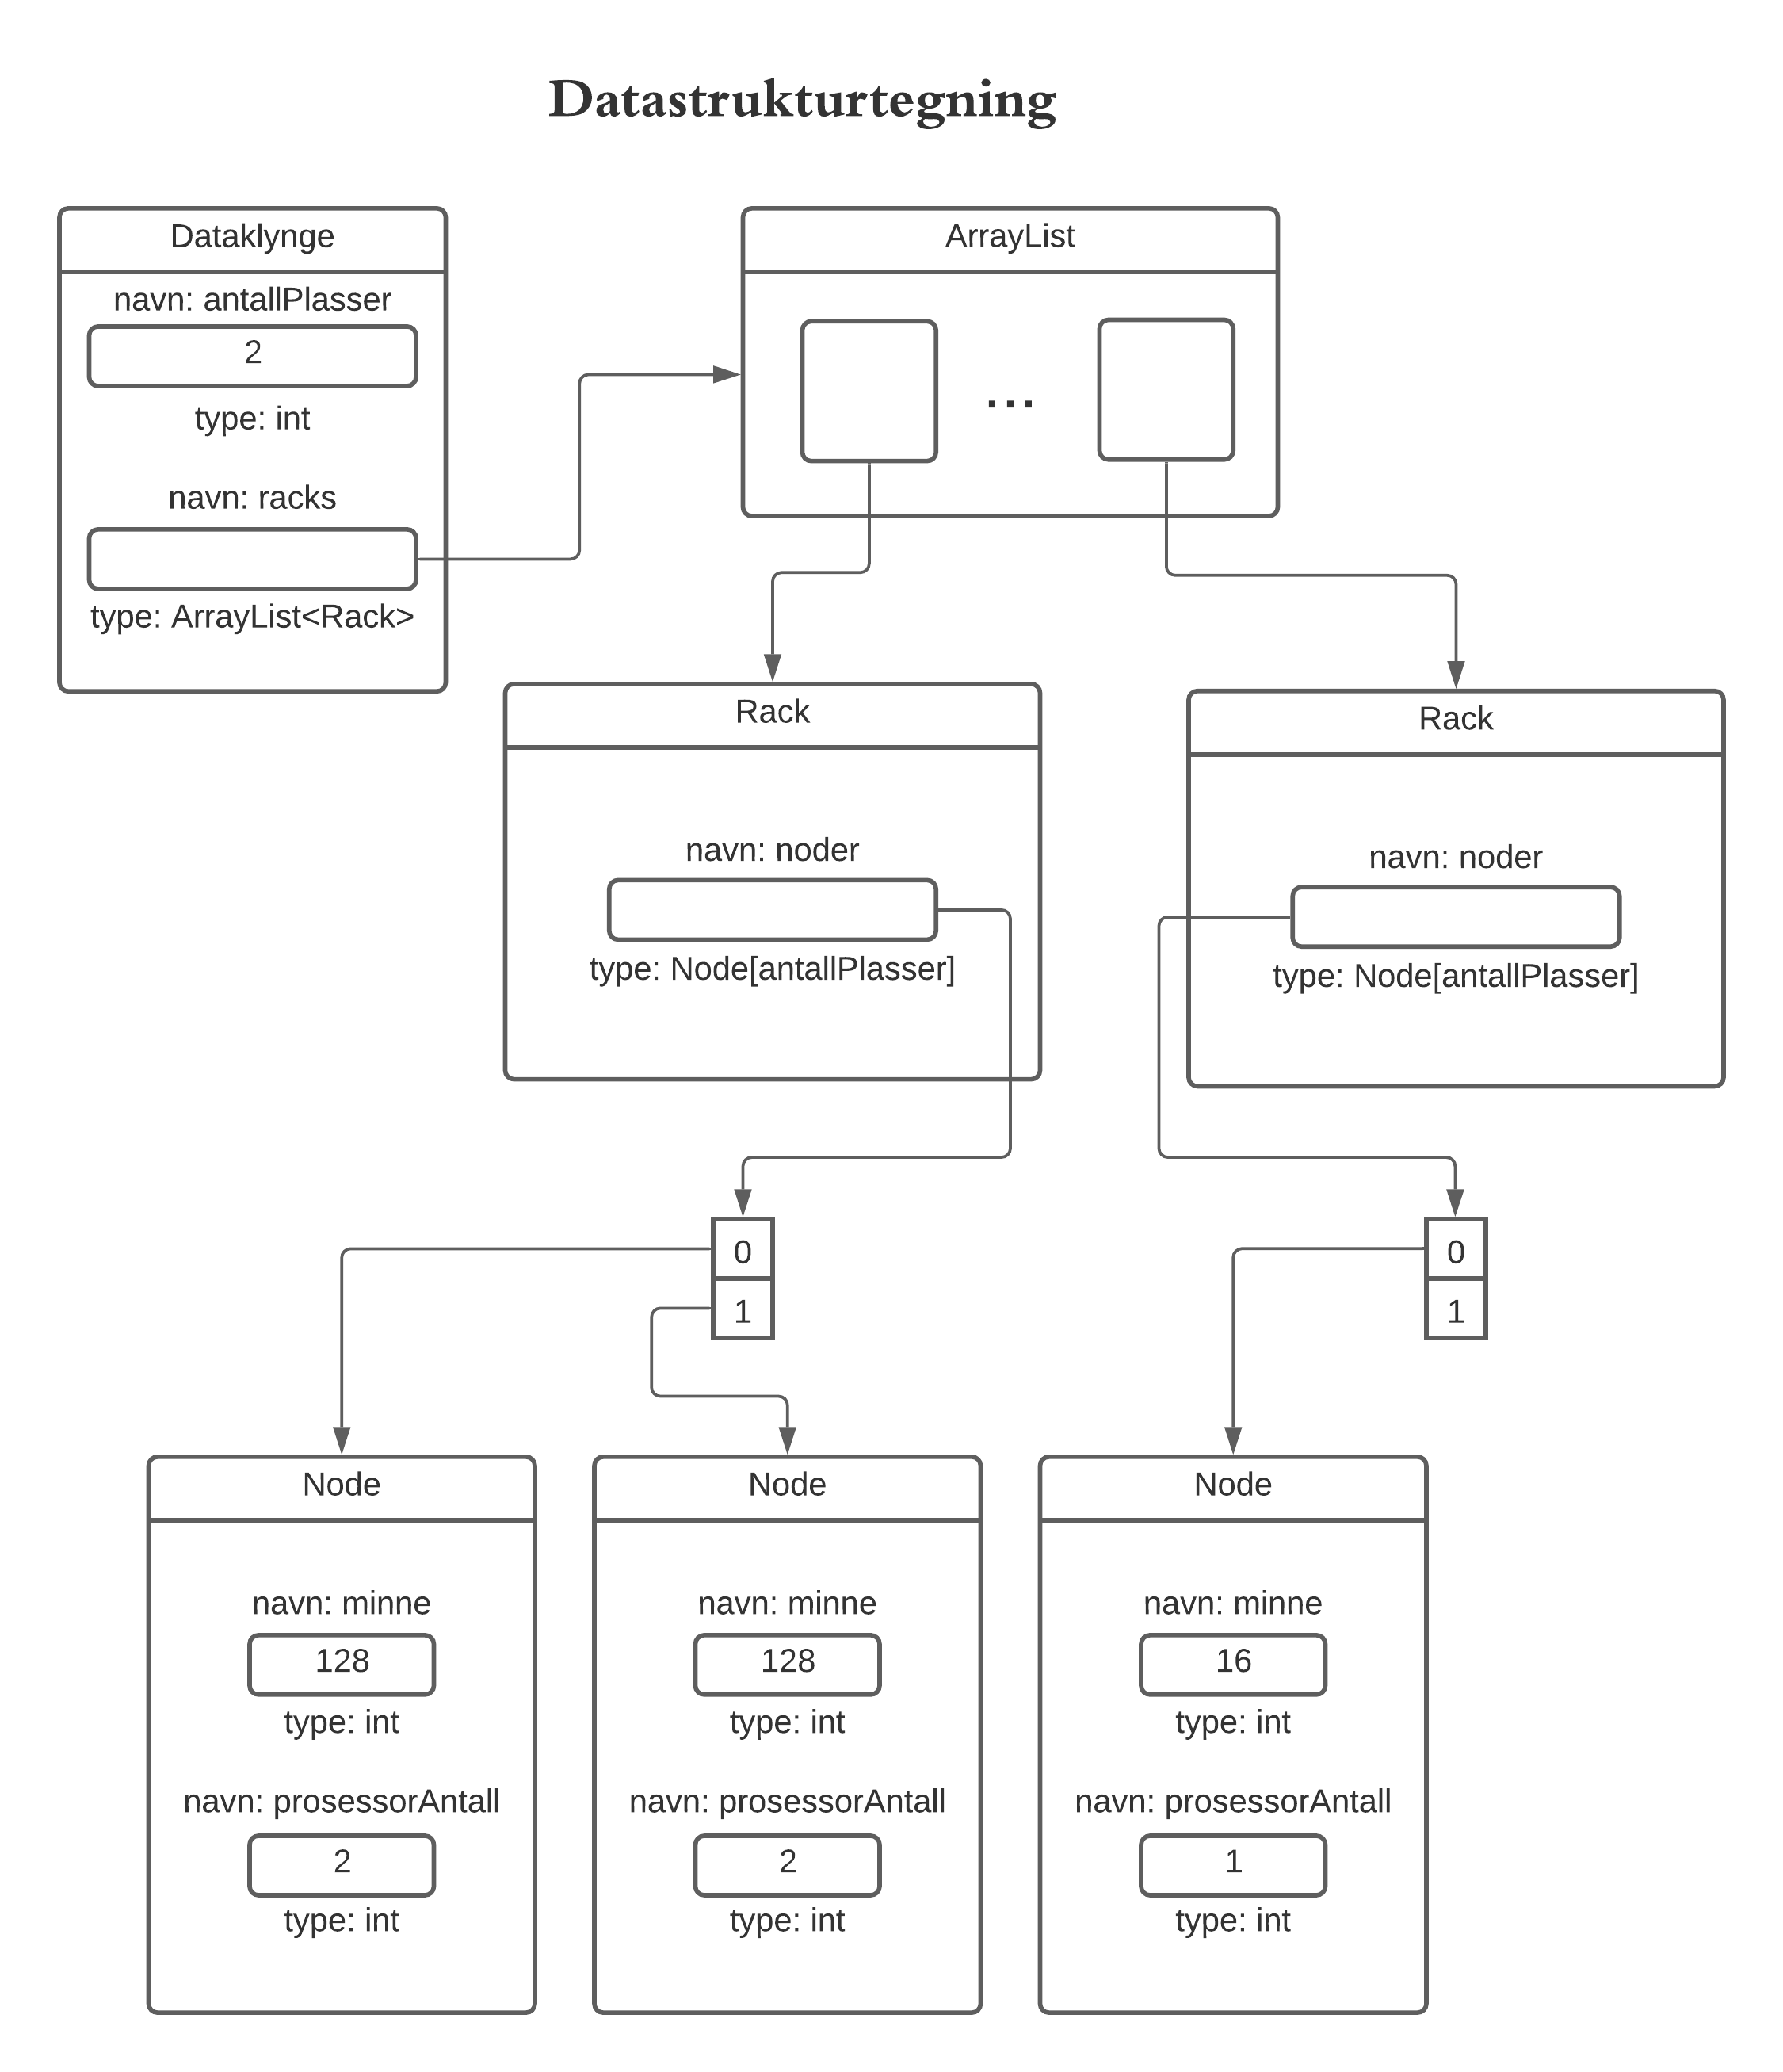 Datastrukturtegning
Dataklynge
navn: antallPlasser
2
type: int
navn: racks
type: ArrayList<Rack>
ArrayList
...
Rack
navn: noder
type: Node[antallPlasser]
Rack
navn: noder
type: Node[antallPlasser]
0
1
0
1
Node
navn: minne
128
type: int
navn: prosessorAntall
2
type: int
Node
navn: minne
128
type: int
navn: prosessorAntall
2
type: int
Node
navn: minne
16
type: int
navn: prosessorAntall
1
type: int